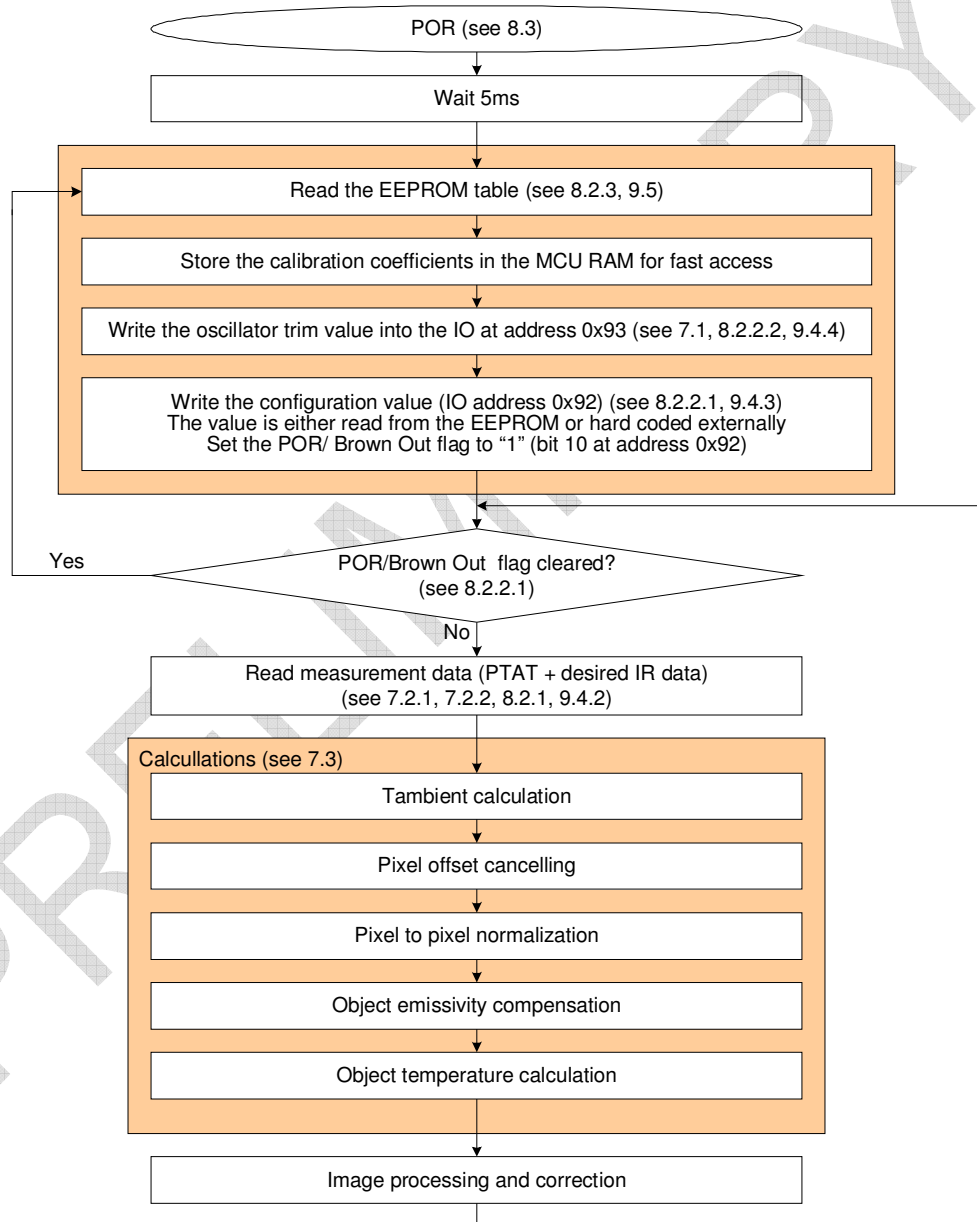 POR (see 8.3)
Wait 5ms
Read the EEPROM table (see 8.2.3, 9.5)
Store the calibration coefficients in the MCU RAM for fast access
Write the oscillator trim value into the IO at address 0x93 (see 7.1, 8.2.2.2, 9.4.4)
Write the configuration value (IO address 0x92) (see 8.2.2.1, 9.4.3)
The value is either read from the EEPROM or hard coded externally
Set the POR/ Brown Out flag to “1” (bit 10 at address 0x92)
Yes
POR/Brown Out flag cleared?
(see 8.2.2.1)
No
Read measurement data (PTAT + desired IR data)
(see 7.2.1, 7.2.2, 8.2.1, 9.4.2)
Calcullations (see 7.3)
Tambient calculation
Pixel offset cancelling
Pixel to pixel normalization
Object emissivity compensation
Object temperature calculation
Image processing and correction